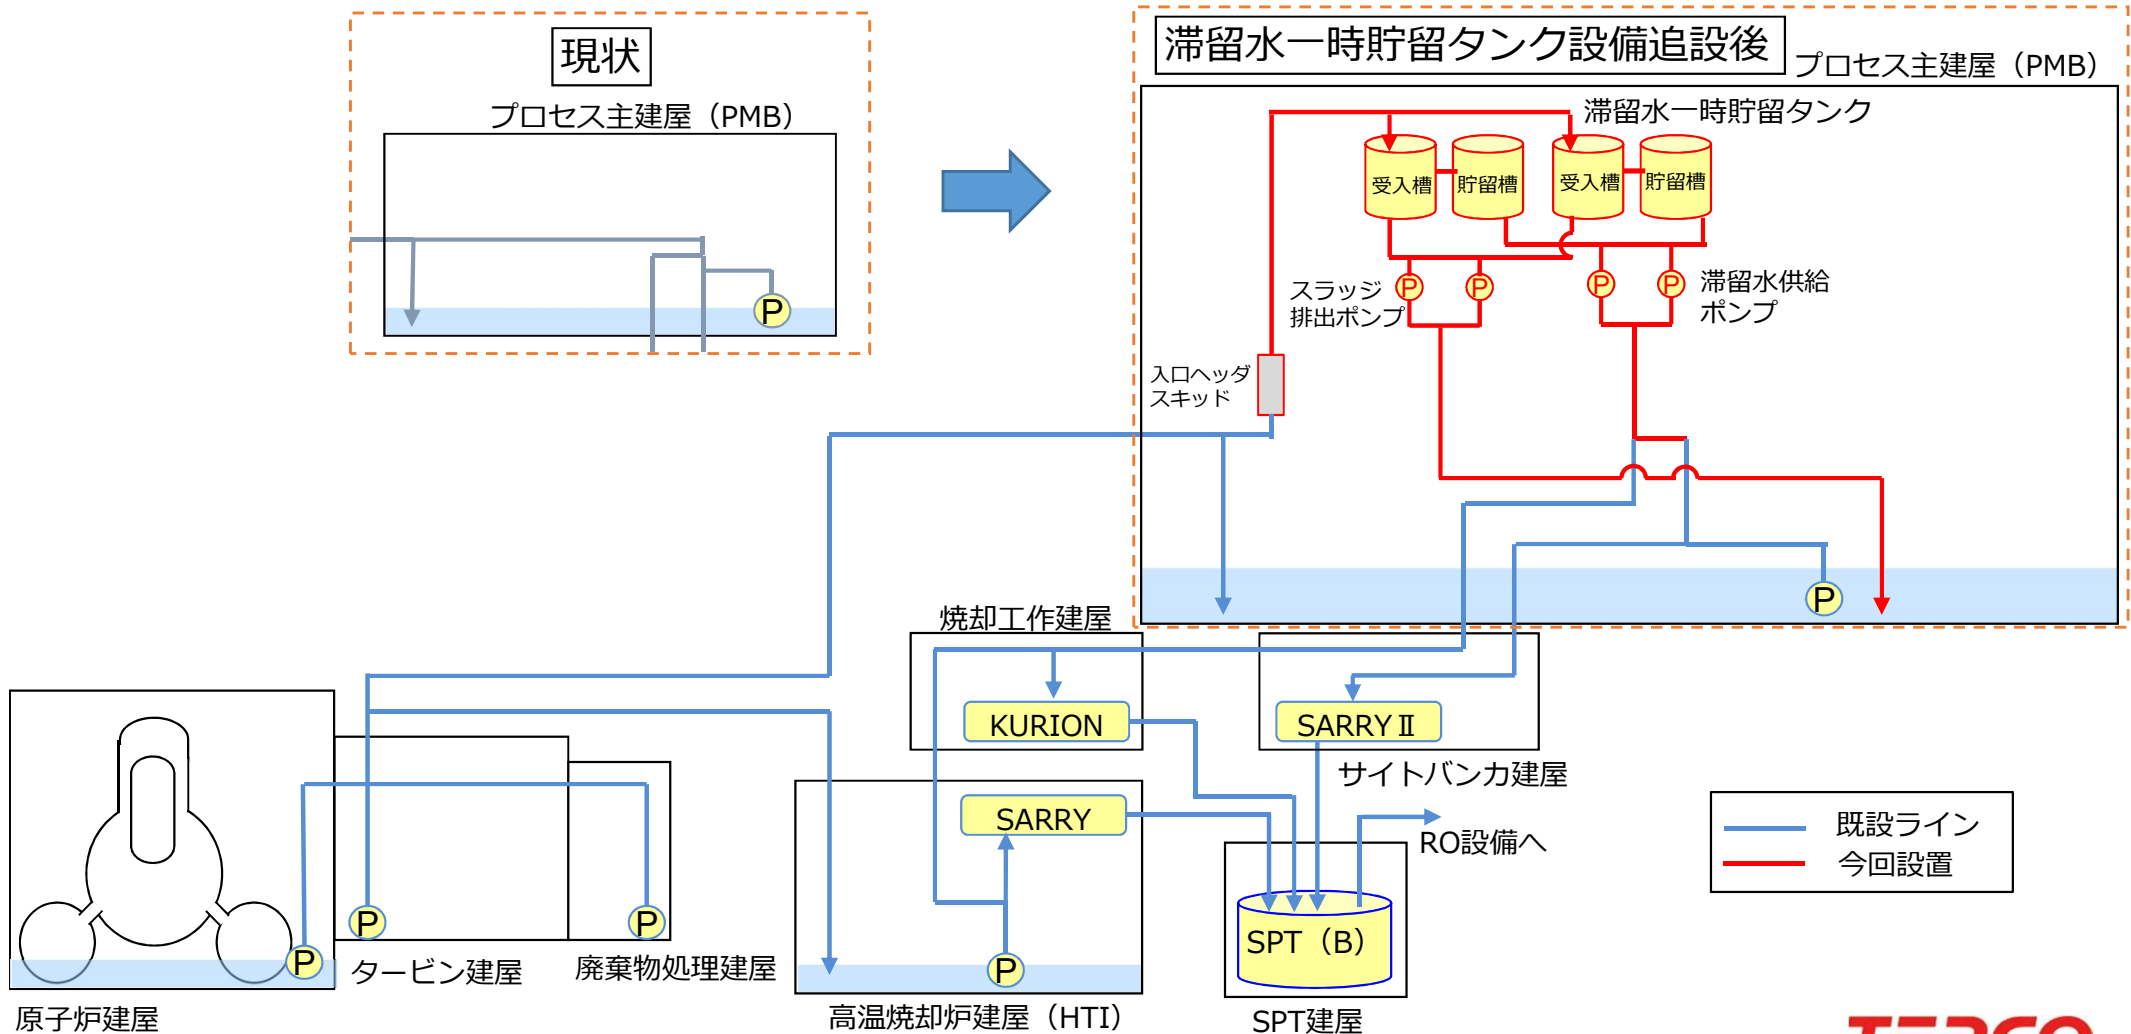 現状
プロセス主建屋（PMB）
P
滞留水一時貯留タンク設備追設後
プロセス主建屋（PMB）
滞留水一時貯留タンク
受入槽
貯留槽
受入槽
貯留槽
スラッジ
排出ポンプ
P
P
P
P
滞留水供給
ポンプ
入口ヘッダ
スキッド
P
焼却工作建屋
KURION
SARRYⅡ
サイトバンカ建屋
SARRY
P
高温焼却炉建屋（HTI）
RO設備へ
SPT（B）
SPT建屋
P
P
P
原子炉建屋
タービン建屋
廃棄物処理建屋
既設ライン
今回設置
TEPCO